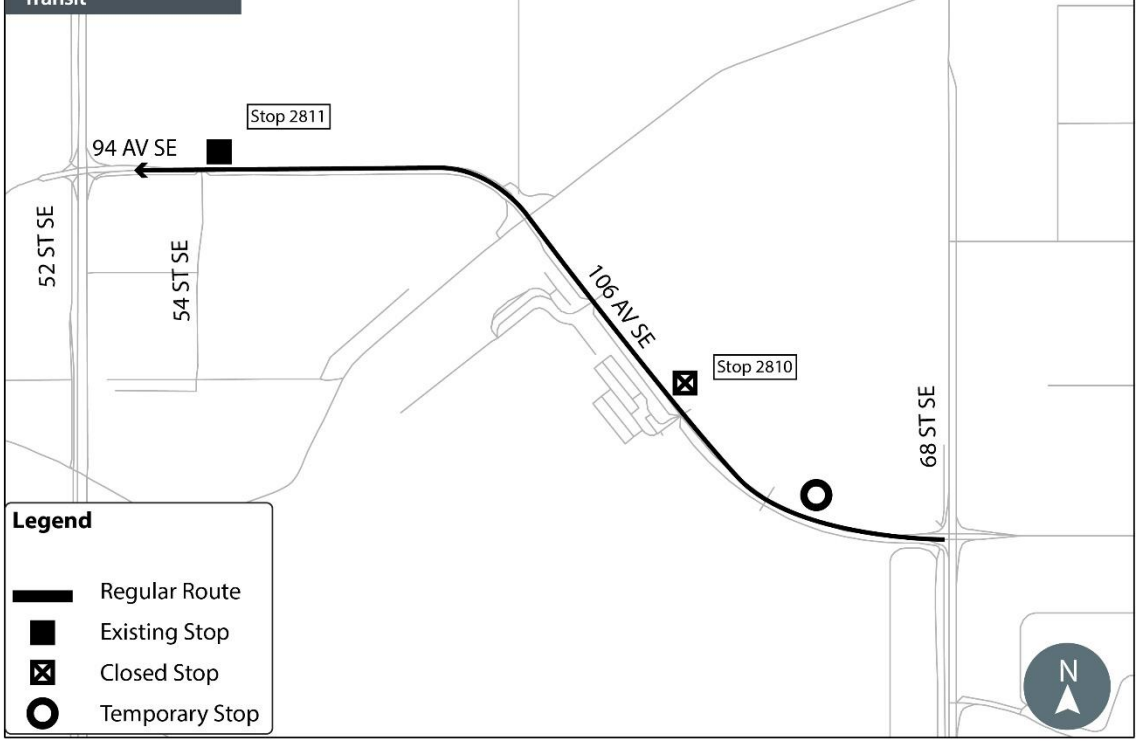 Transit
Stop 2811
94 AV SE
52 ST SE
54 ST SE
106 AV SE
Stop 2810
68 ST SE
Legend
Regular Route
Existing Stop
Closed Stop
Temporary Stop
N